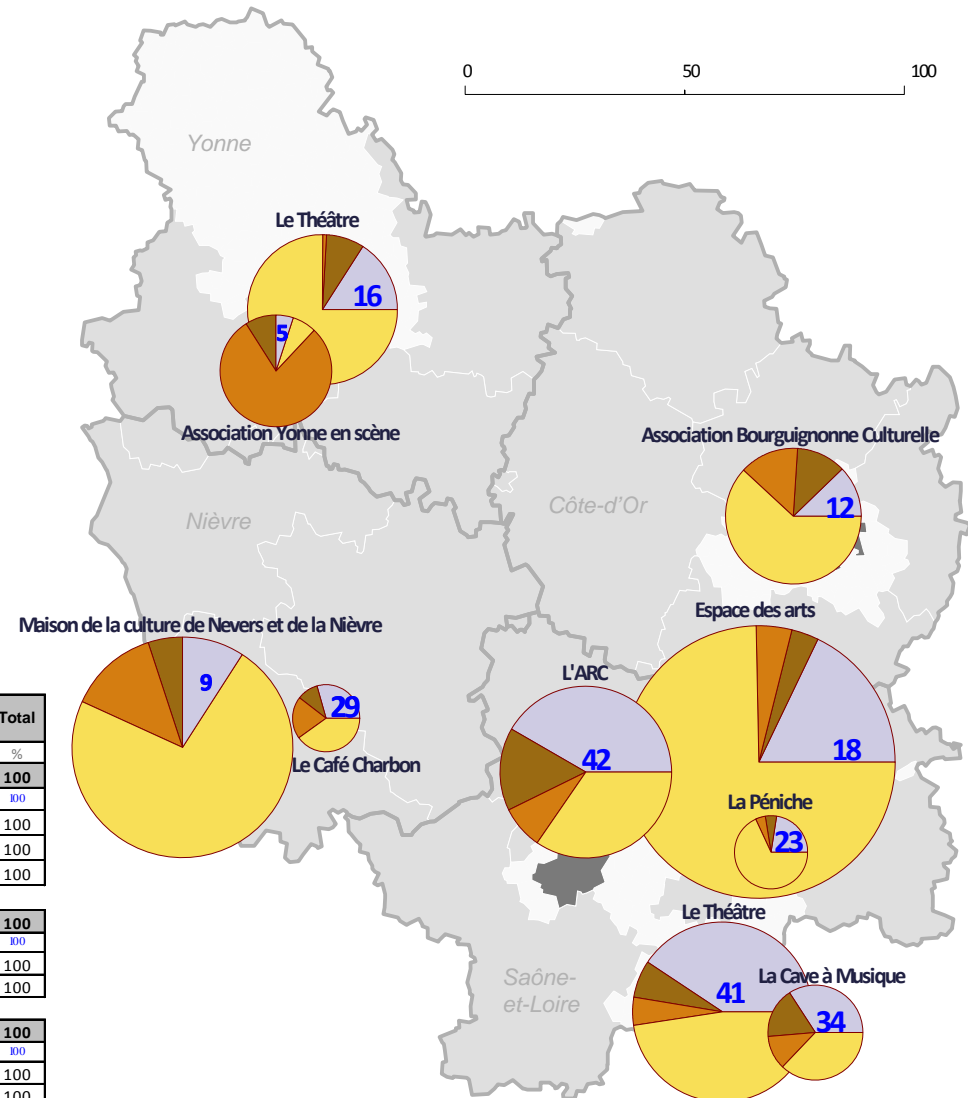 0 50 100
Yonne
Le Théâtre
16
5
Association Yonne en scène
Association Bourguignonne Culturelle
12
Côte-d'Or
Nièvre
Espace des arts
Maison de la culture de Nevers et de la Nièvre
L'ARC
9
29
42
18
Le Café Charbon
La Péniche
23
Le Théâtre
41
La Cave à Musique
34
Saône-
et-Loire
Total
%
100
100
100
100
100
100
100
100
100
100
100
100
100